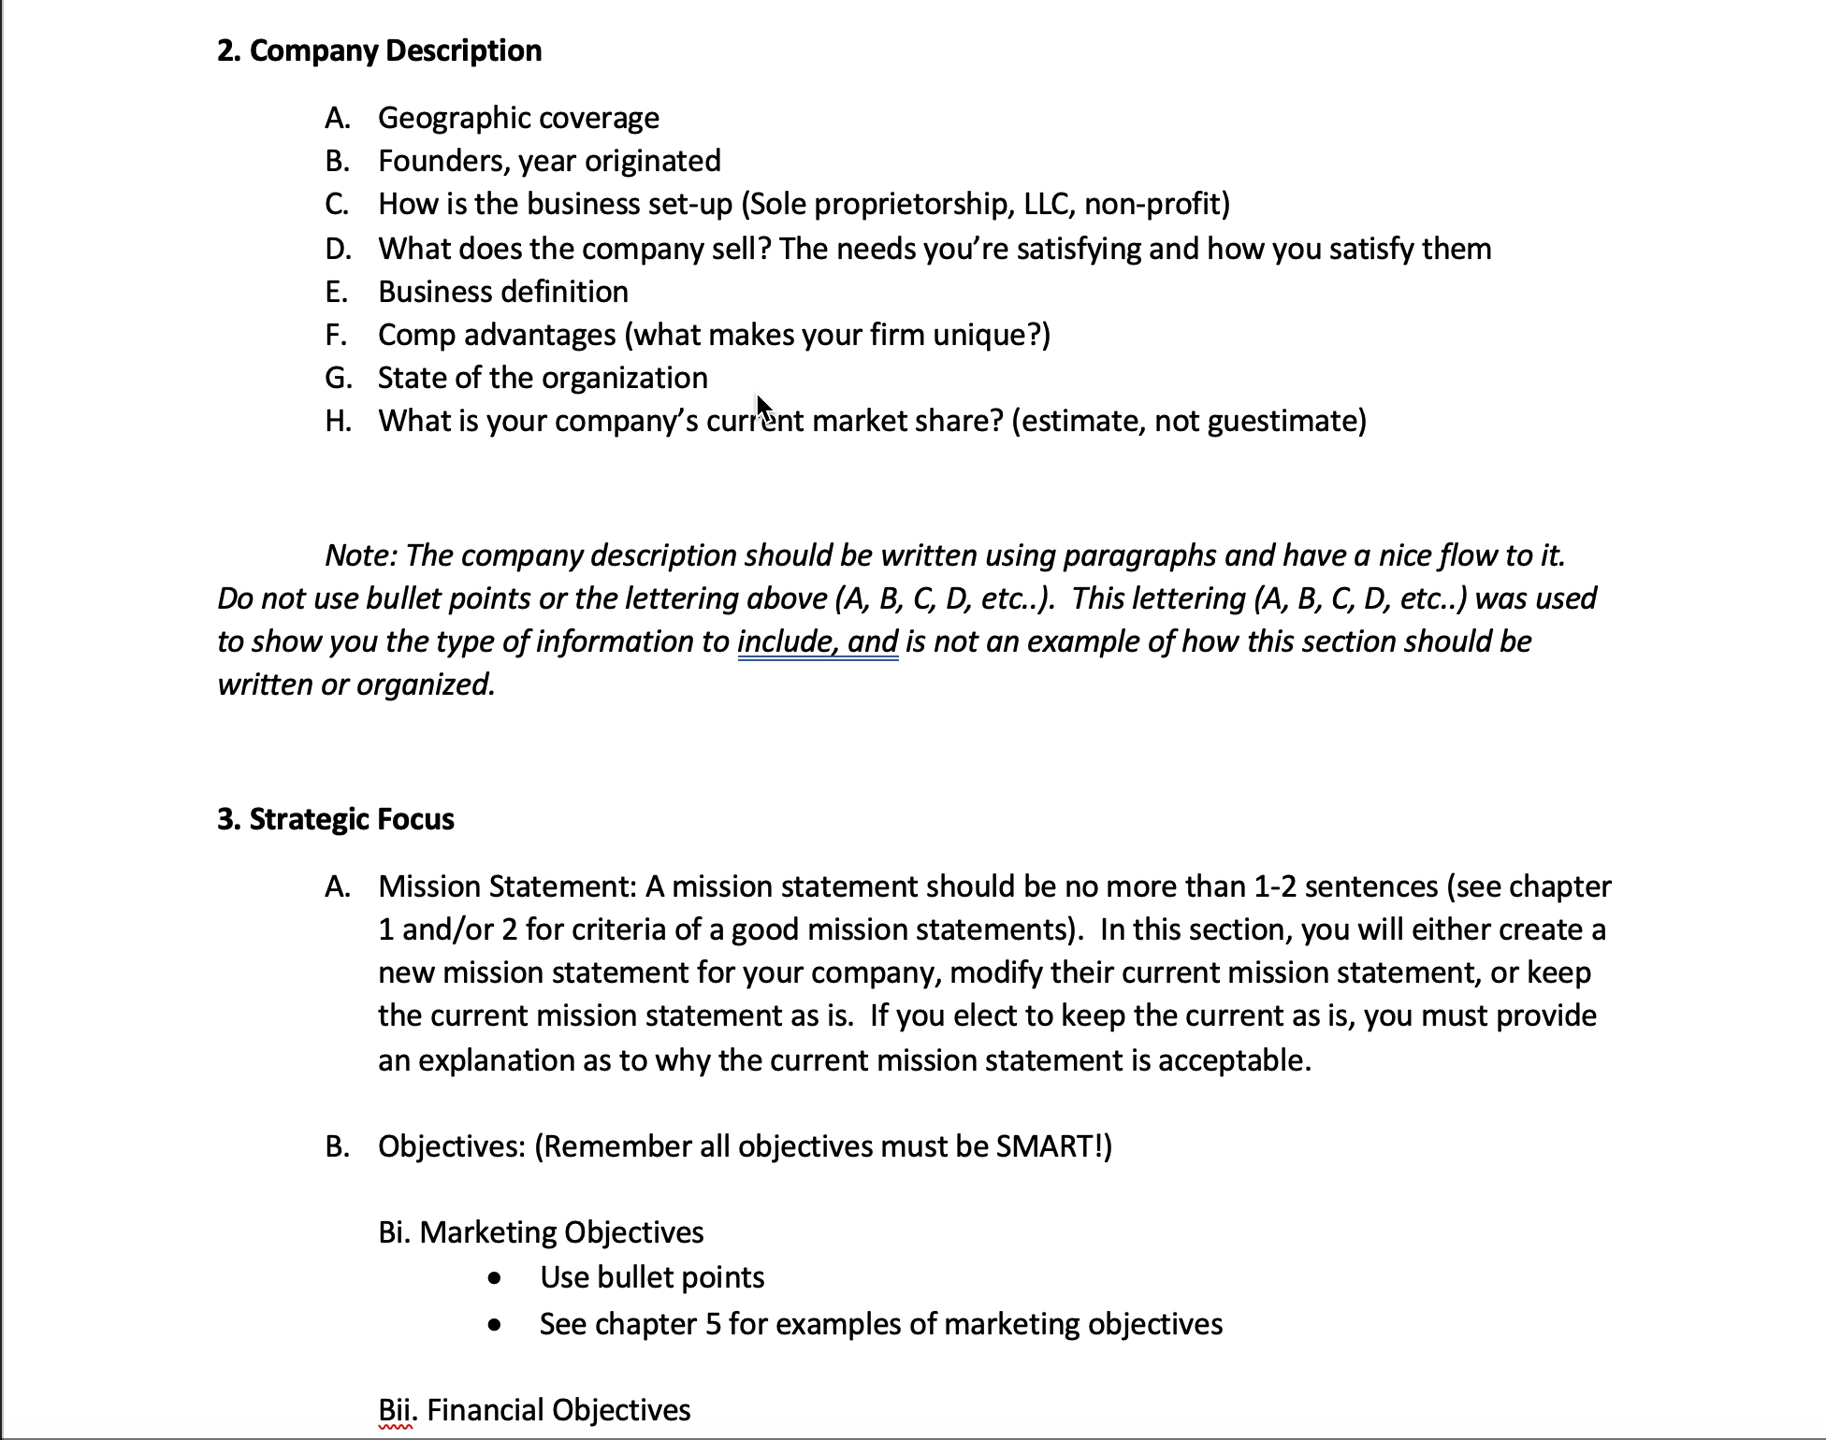 2. Company Description
A. Geographic coverage
B. Founders, year originated
C. How is the business set-up (Sole proprietorship, LLC, non-profit)
D. What does the company sell? The needs you’re satisfying and how you satisfy them
E. Business definition
F. Comp advantages (what makes your firm unique?)
G. State of the organization
H. What is your company’s current market share? (estimate, not guestimate)
Note: The company description should be written using paragraphs and have a nice flow to it.
Do not use bullet points or the lettering above (A, B, C, D, etc..).  This lettering (A, B, C, D, etc..) was used
to show you the type of information to include, and is not an example of how this section should be
written or organized.
3. Strategic Focus
A. Mission Statement: A mission statement should be no more than 1-2 sentences (see chapter
1 and/or 2 for criteria of a good mission statements).  In this section, you will either create a
new mission statement for your company, modify their current mission statement, or keep
the current mission statement as is.  If you elect to keep the current as is, you must provide
an explanation as to why the current mission statement is acceptable.
B. Objectives: (Remember all objectives must be SMART!)
Bi. Marketing Objectives
• Use bullet points
• See chapter 5 for examples of marketing objectives
Bii. Financial Objectives